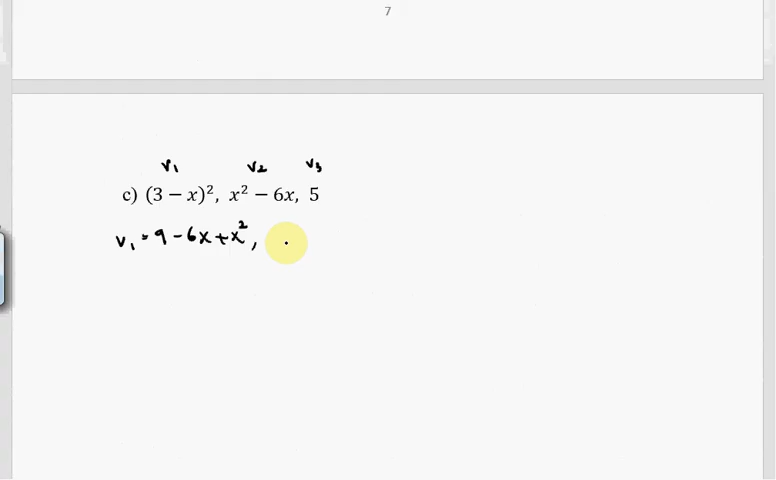 7
v₁ v₂ v₃
c) (3 − x)², x² − 6x, 5
v₁ = 9 − 6x + x²,